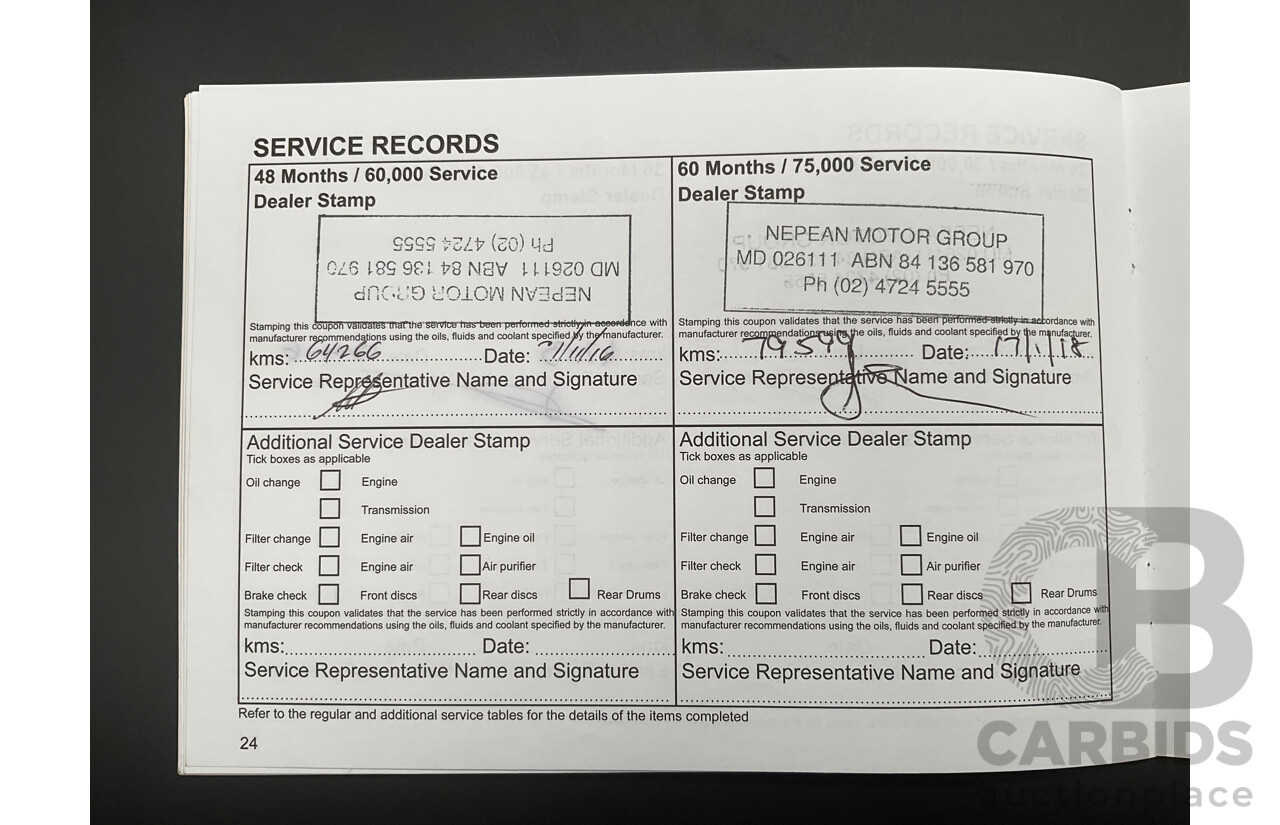 SERVICE RECORDS
48 Months / 60,000 Service
Dealer Stamp
NEPEAN MOTOR GROUP
MD 026111 ABN 84 136 581 970
Ph (02) 4724 5555
Stamping this coupon validates that the service has been performed strictly in accordance with
manufacturer recommendations using the oils, fluids and coolant specified by the manufacturer.
kms: 64266 Date: /11/16
Service Representative Name and Signature
Additional Service Dealer Stamp
Tick boxes as applicable
Oil change Engine
Transmission
Filter change Engine air Engine oil
Filter check Engine air Air purifier
Brake check Front discs Rear discs Rear Drums
Stamping this coupon validates that the service has been performed strictly in accordance with
manufacturer recommendations using the oils, fluids and coolant specified by the manufacturer.
kms: Date:
Service Representative Name and Signature
60 Months / 75,000 Service
Dealer Stamp
NEPEAN MOTOR GROUP
MD 026111 ABN 84 136 581 970
Ph (02) 4724 5555
Stamping this coupon validates that the service has been performed strictly in accordance with
manufacturer recommendations using the oils, fluids and coolant specified by the manufacturer.
kms: 79599 Date: 17/1/18
Service Representative Name and Signature
Additional Service Dealer Stamp
Tick boxes as applicable
Oil change Engine
Transmission
Filter change Engine air Engine oil
Filter check Engine air Air purifier
Brake check Front discs Rear discs Rear Drums
Stamping this coupon validates that the service has been performed strictly in accordance with
manufacturer recommendations using the oils, fluids and coolant specified by the manufacturer.
kms: Date:
Service Representative Name and Signature
Refer to the regular and additional service tables for the details of the items completed
24
CARBIDS
auctionplace